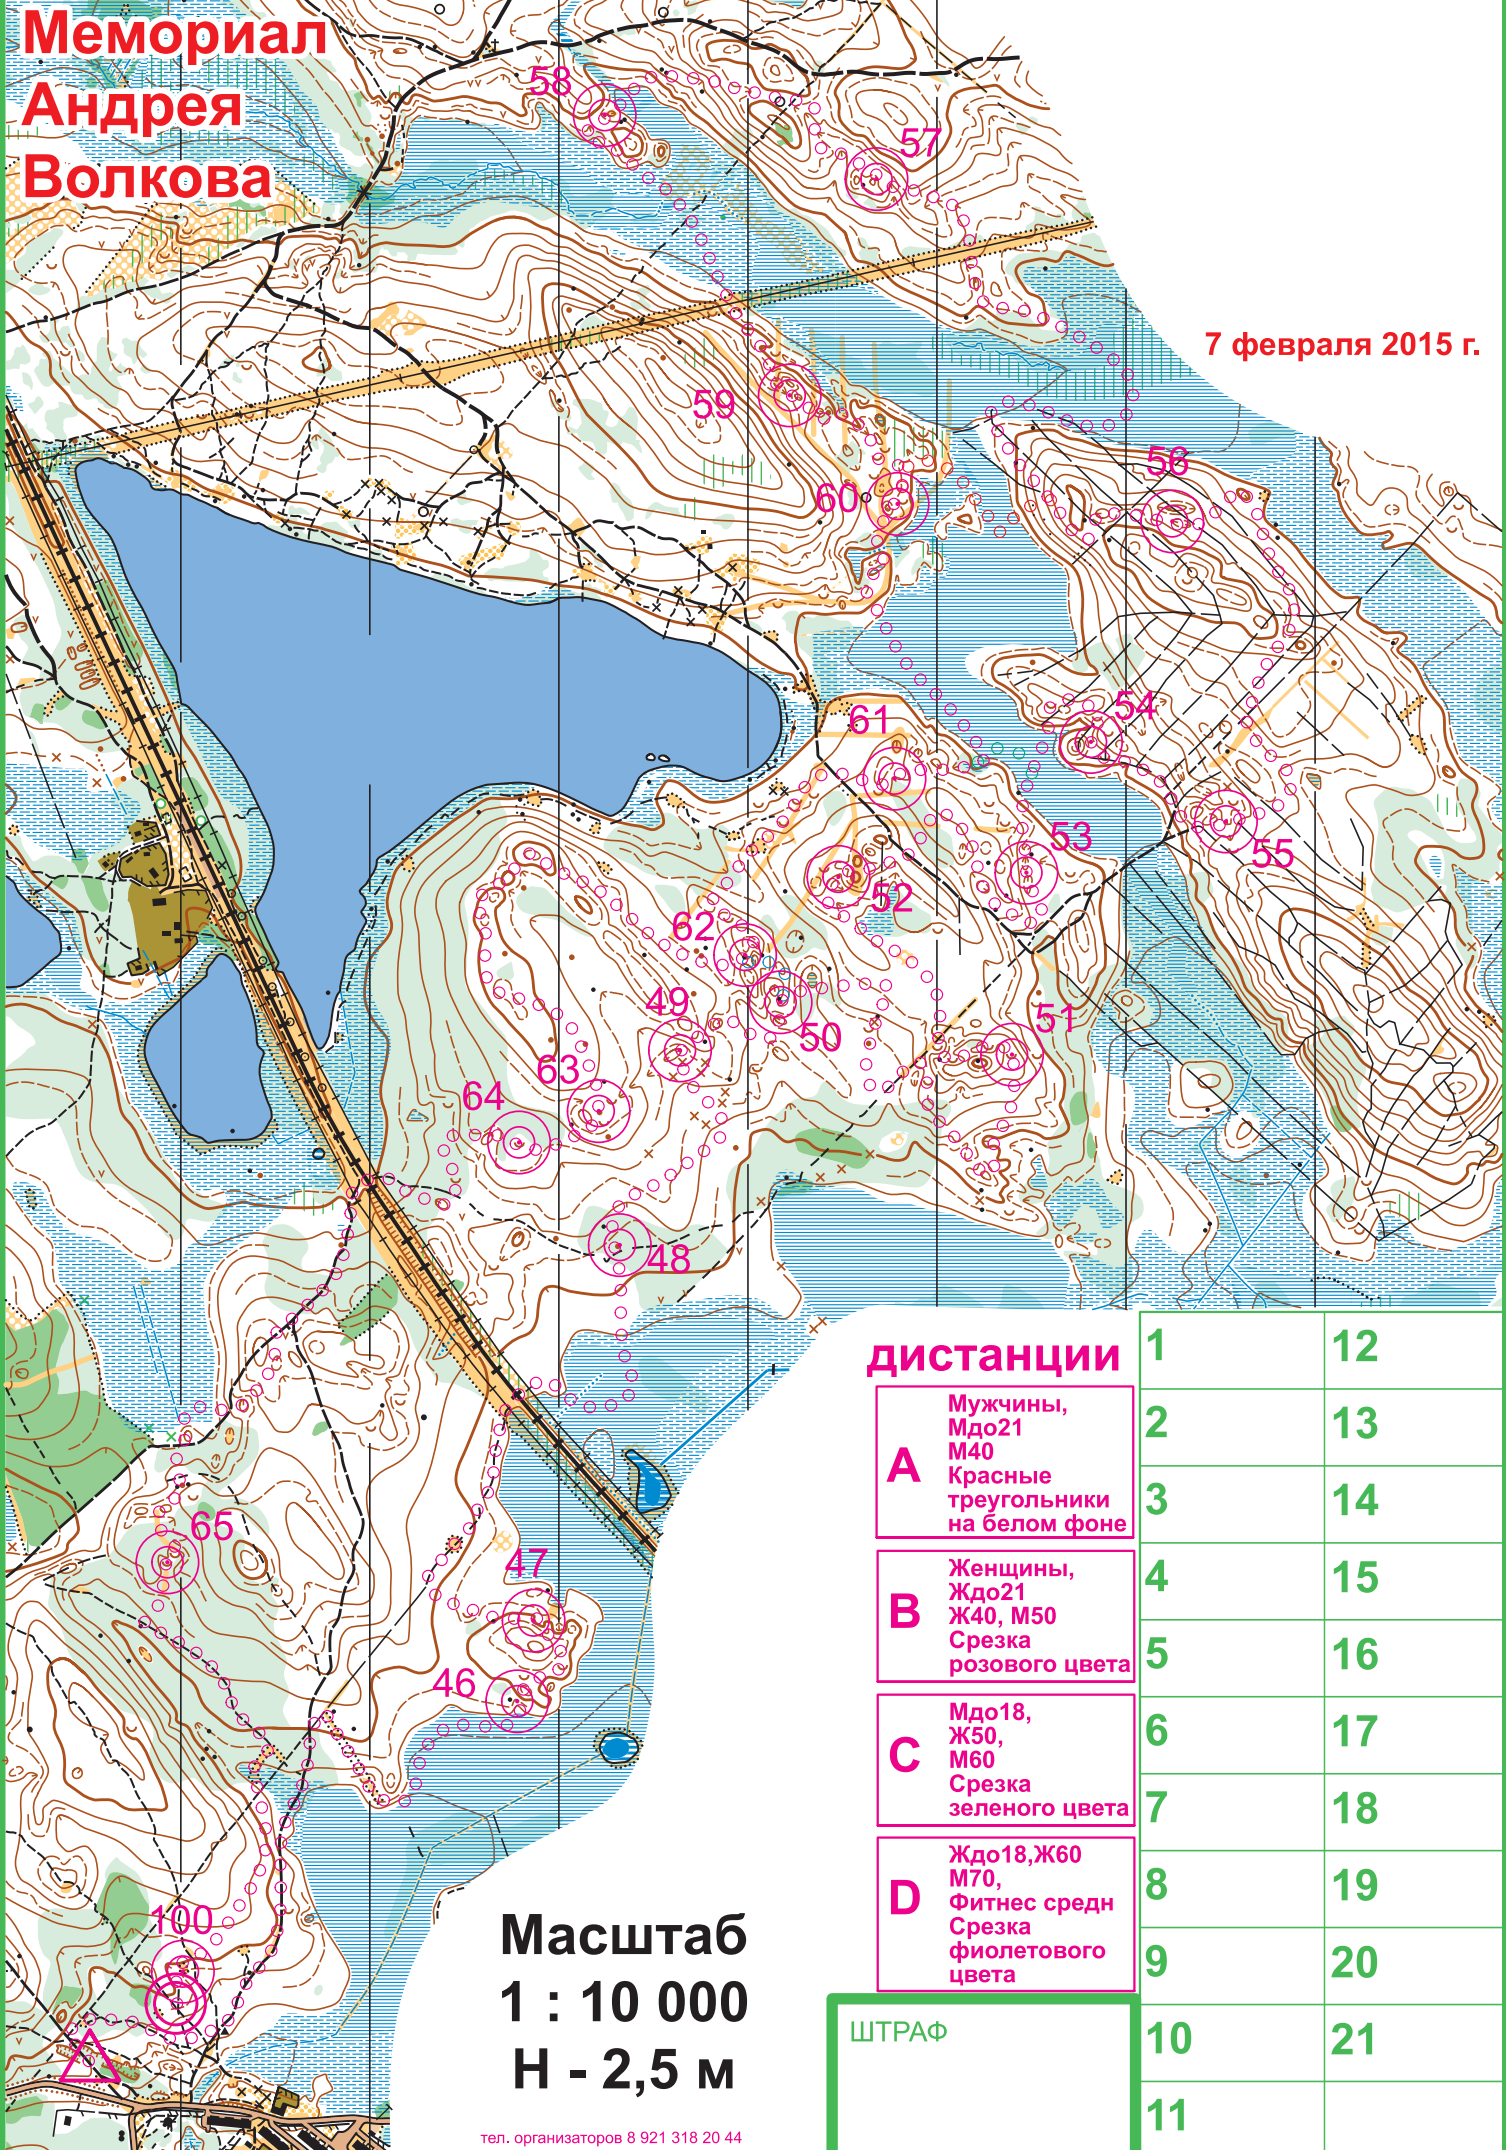 Мемориал
Андрея
Волкова
58
57
7 февраля 2015 г.
59
56
60
54
61
53
55
52
62
49
51
50
63
64
48
65
47
46
100
дистанции
А
Мужчины,
Мдо21
М40
Красные
треугольники
на белом фоне
В
Женщины,
Ждо21
Ж40, М50
Срезка
розового цвета
С
Мдо18,
Ж50,
М60
Срезка
зеленого цвета
D
Ждо18,Ж60
М70,
Фитнес средн
Срезка
фиолетового
цвета
1
12
2
13
3
14
4
15
5
16
6
17
7
18
8
19
9
20
10
21
11
ШТРАФ
Масштаб
1 : 10 000
Н - 2,5 м
тел. организаторов 8 921 318 20 44